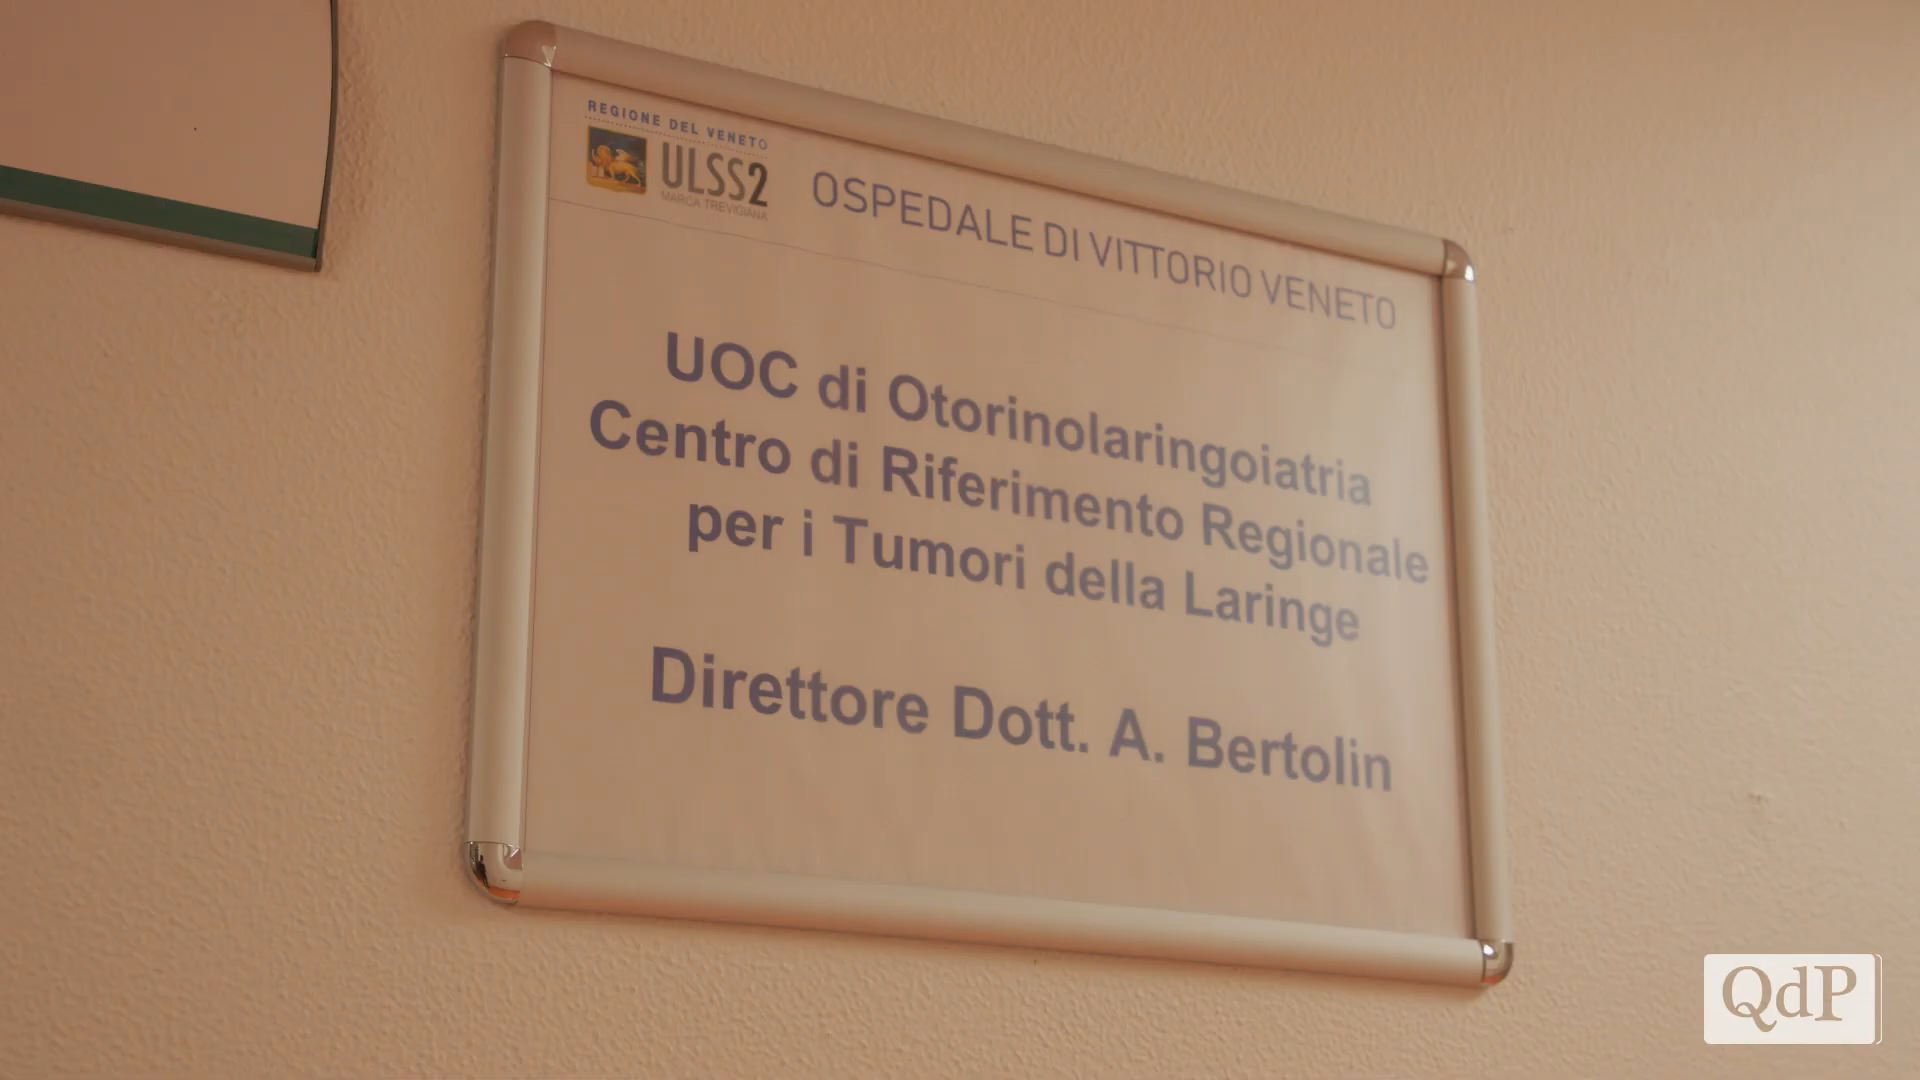 REGIONE DEL VENETO
ULSS2
MARCA TREVIGIANA
OSPEDALE DI VITTORIO VENETO
UOC di Otorinolaringoiatria
Centro di Riferimento Regionale
per i Tumori della Laringe
Direttore Dott. A. Bertolin
QdP